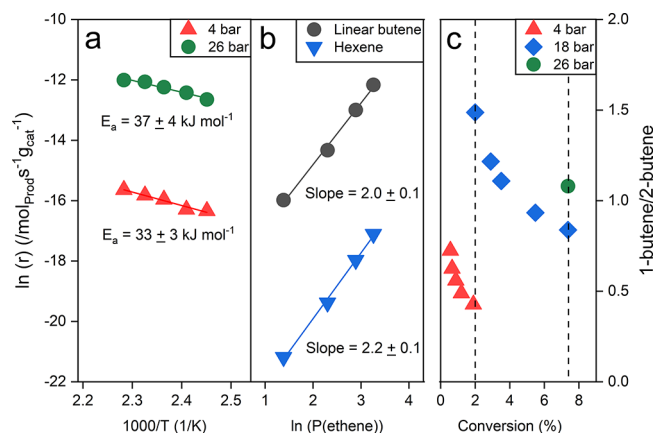 a
4 bar
26 bar
Eₐ = 37 ± 4 kJ mol⁻¹
Eₐ = 33 ± 3 kJ mol⁻¹
b
Linear butene
Hexene
Slope = 2.0 ± 0.1
Slope = 2.2 ± 0.1
c
4 bar
18 bar
26 bar
ln (r) (/mol_Prod s⁻¹g_cat⁻¹)
-10
-12
-14
-16
-18
-20
-22
2.2
2.3
2.4
2.5
1000/T (1/K)
0
1
2
3
4
ln (P(ethene))
0
2
4
6
8
Conversion (%)
2.0
1.5
1.0
0.5
0.0
1-butene/2-butene